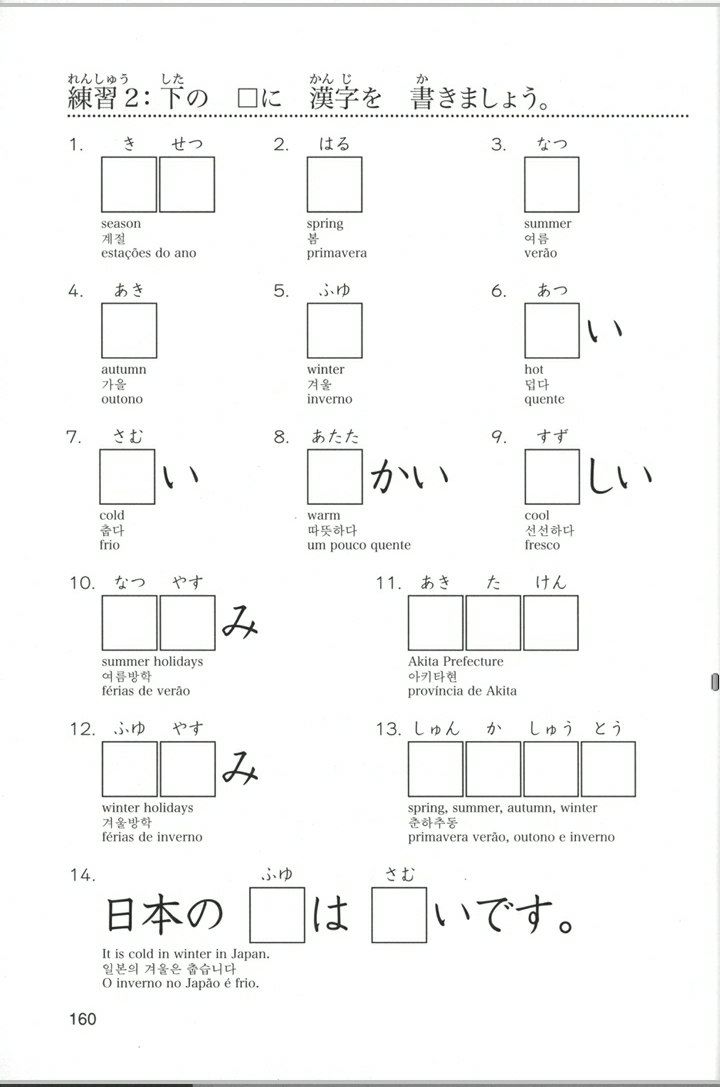 れんしゅう した かんじ か
練習2：下の □に 漢字を 書きましょう。
1. き せつ
season
계절
estações do ano
2. はる
spring
봄
primavera
3. なつ
summer
여름
verão
4. あき
autumn
가을
outono
5. ふゆ
winter
겨울
inverno
6. あつ
い
hot
덥다
quente
7. さむ
い
cold
춥다
frio
8. あたた
かい
warm
따뜻하다
um pouco quente
9. すず
しい
cool
선선하다
fresco
10. なつ やす
み
summer holidays
여름방학
férias de verão
11. あき た けん
Akita Prefecture
아키타현
província de Akita
12. ふゆ やす
み
winter holidays
겨울방학
férias de inverno
13. しゅん か しゅう とう
spring, summer, autumn, winter
춘하추동
primavera verão, outono e inverno
14. ふゆ さむ
日本の □は □いです。
It is cold in winter in Japan.
일본의 겨울은 춥습니다
O inverno no Japão é frio.
160